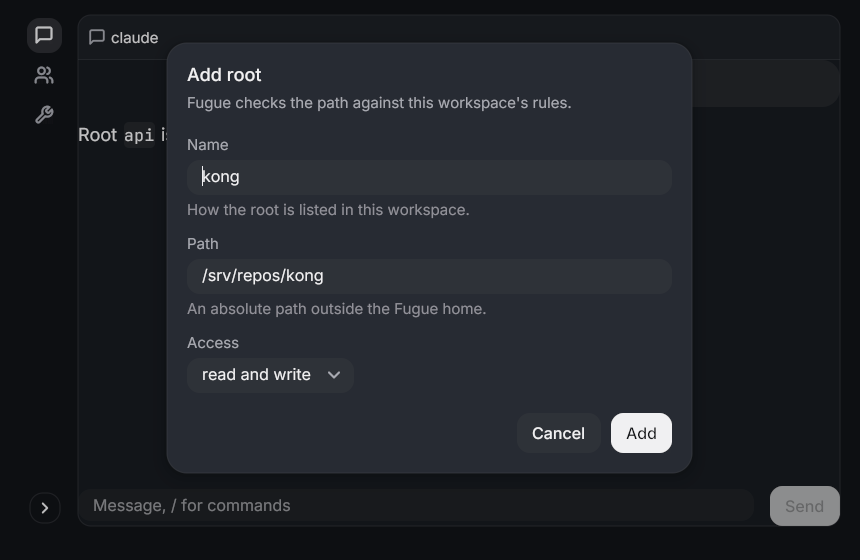 claude
Root api
Add root
Fugue checks the path against this workspace's rules.
Name
kong
How the root is listed in this workspace.
Path
/srv/repos/kong
An absolute path outside the Fugue home.
Access
read and write
Cancel
Add
Message, / for commands
Send